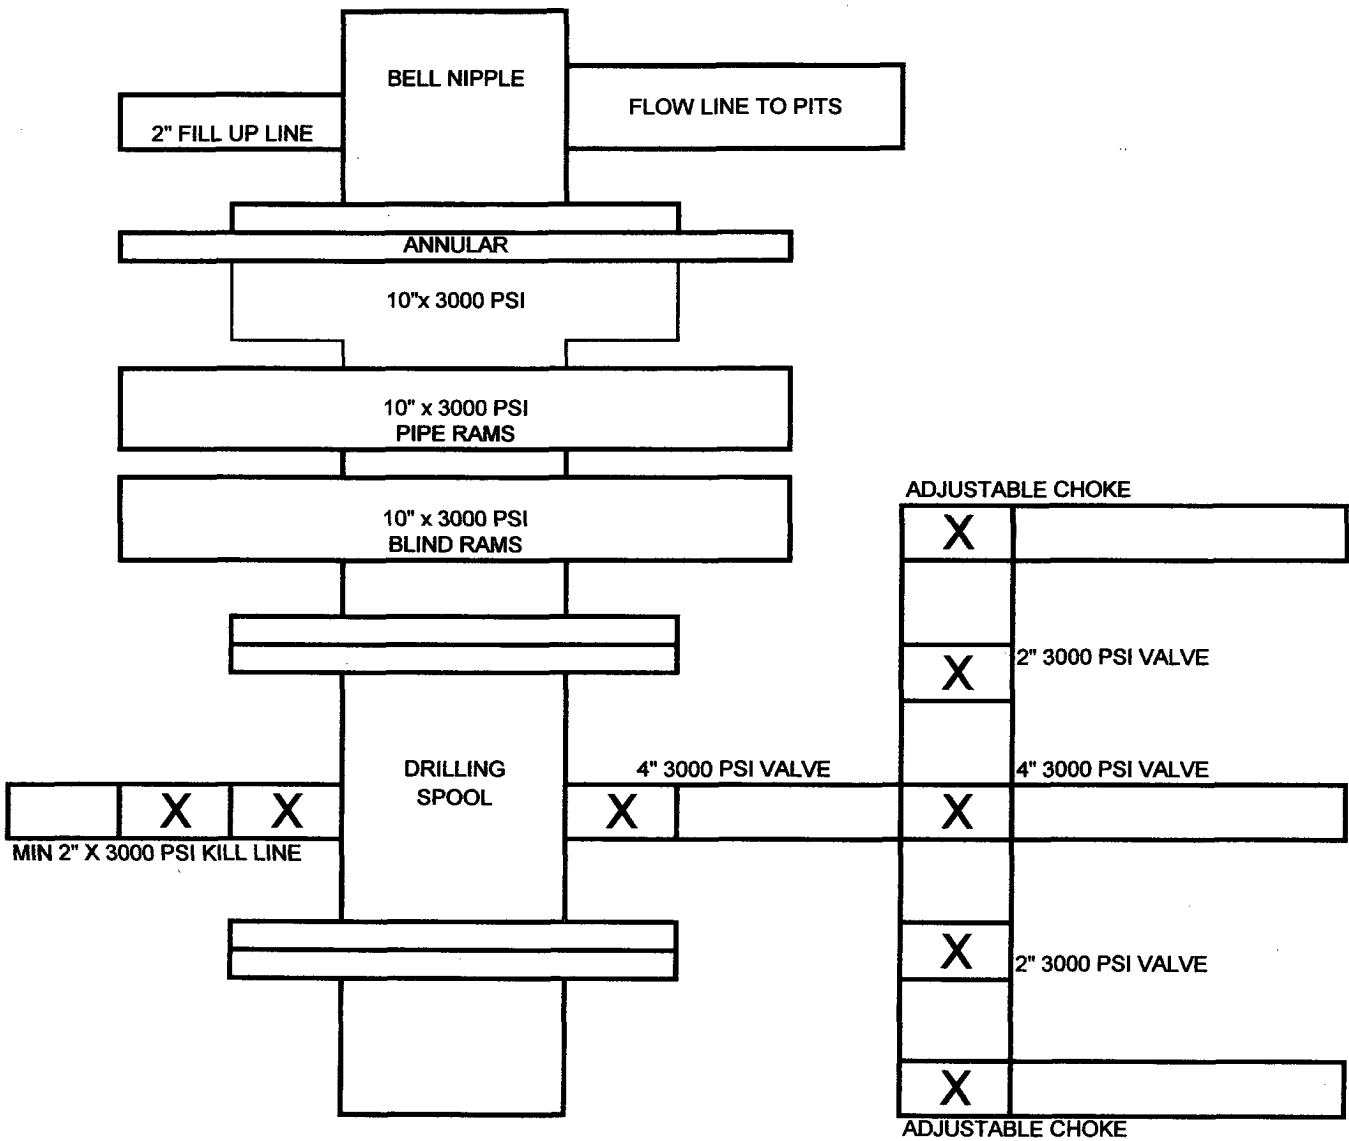 BELL NIPPLE
FLOW LINE TO PITS
2" FILL UP LINE
ANNULAR
10"x 3000 PSI
10" x 3000 PSI
PIPE RAMS
10" x 3000 PSI
BLIND RAMS
ADJUSTABLE CHOKE
X
X
2" 3000 PSI VALVE
DRILLING
SPOOL
4" 3000 PSI VALVE
4" 3000 PSI VALVE
X
X
X
X
MIN 2" X 3000 PSI KILL LINE
X
2" 3000 PSI VALVE
X
ADJUSTABLE CHOKE